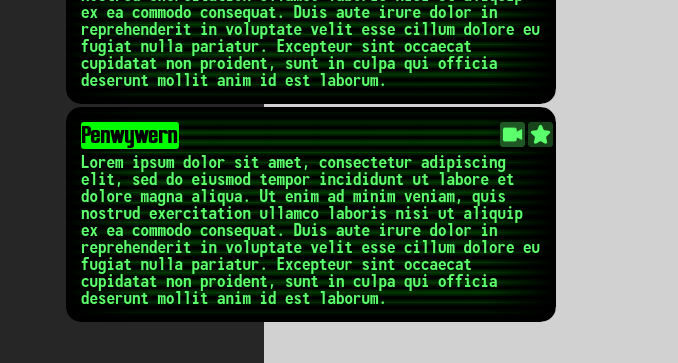 ex ea commodo consequat. Duis aute irure dolor in
reprehenderit in voluptate velit esse cillum dolore eu
fugiat nulla pariatur. Excepteur sint occaecat
cupidatat non proident, sunt in culpa qui officia
deserunt mollit anim id est laborum.
Penwywern
Lorem ipsum dolor sit amet, consectetur adipiscing
elit, sed do eiusmod tempor incididunt ut labore et
dolore magna aliqua. Ut enim ad minim veniam, quis
nostrud exercitation ullamco laboris nisi ut aliquip
ex ea commodo consequat. Duis aute irure dolor in
reprehenderit in voluptate velit esse cillum dolore eu
fugiat nulla pariatur. Excepteur sint occaecat
cupidatat non proident, sunt in culpa qui officia
deserunt mollit anim id est laborum.